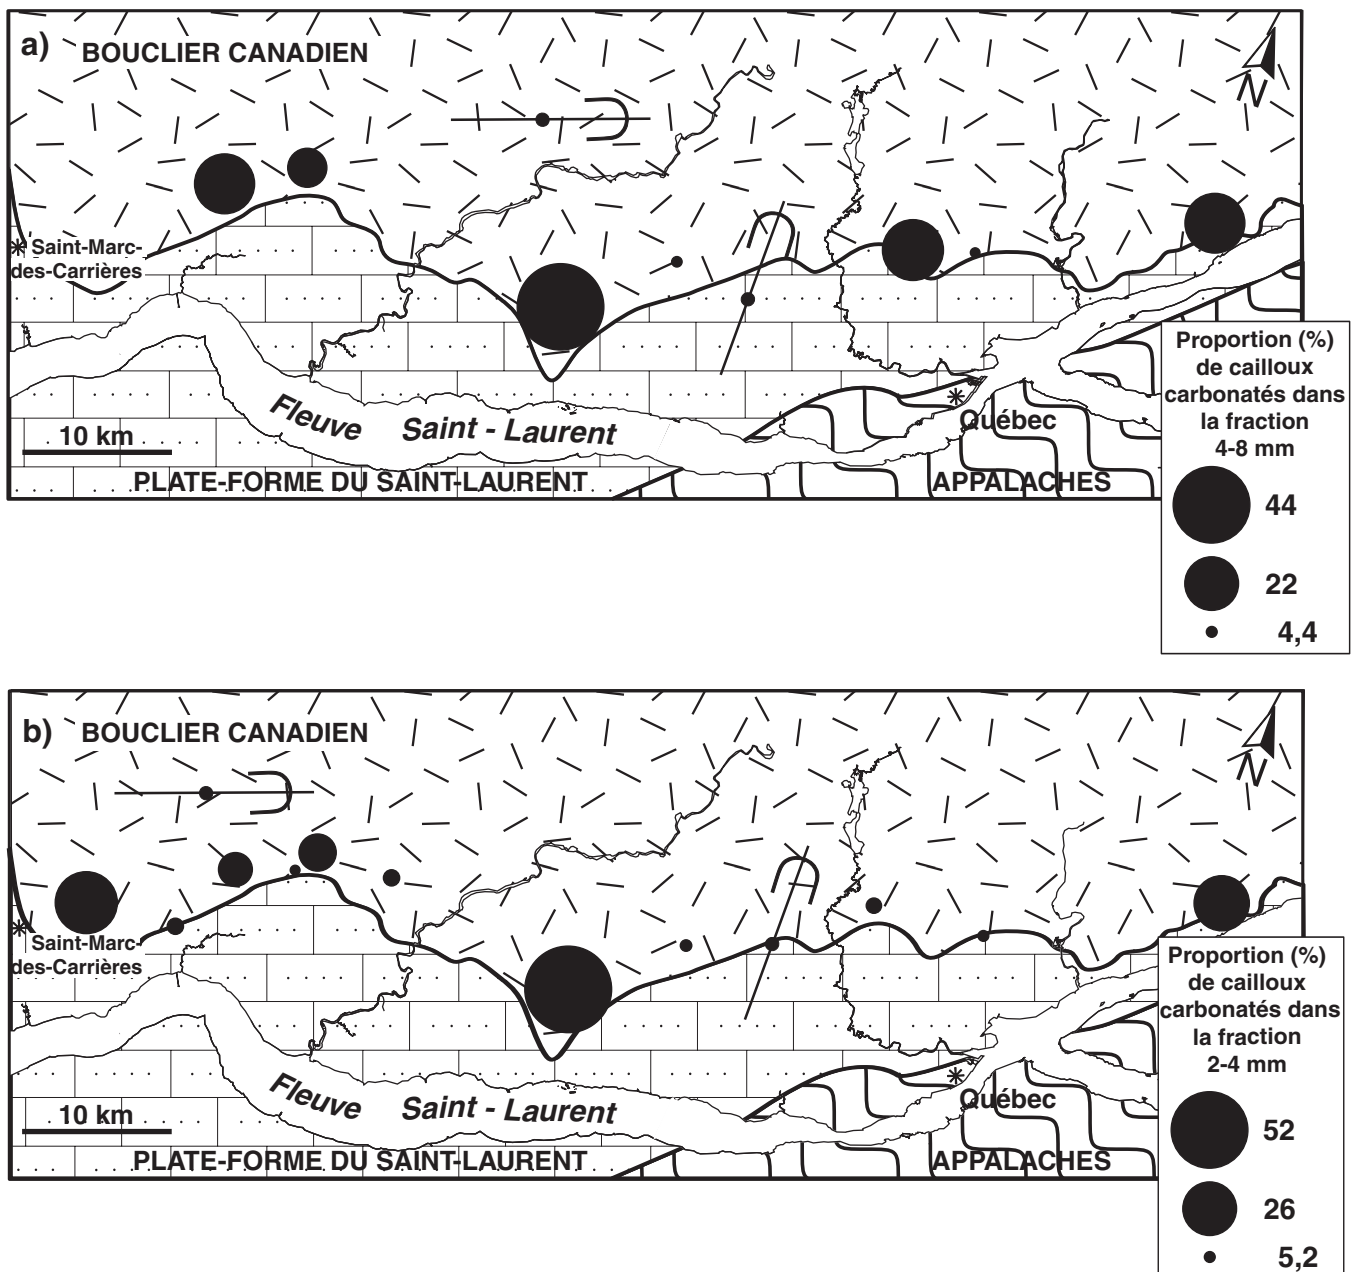 a)
BOUCLIER CANADIEN
N
Saint-Marc-
des-Carrières
Fleuve Saint - Laurent
Québec
10 km
PLATE-FORME DU SAINT-LAURENT
APPALACHES
Proportion (%)
de cailloux
carbonatés dans
la fraction
4-8 mm
44
22
4,4
b)
BOUCLIER CANADIEN
N
Saint-Marc-
des-Carrières
Fleuve Saint - Laurent
Québec
10 km
PLATE-FORME DU SAINT-LAURENT
APPALACHES
Proportion (%)
de cailloux
carbonatés dans
la fraction
2-4 mm
52
26
5,2